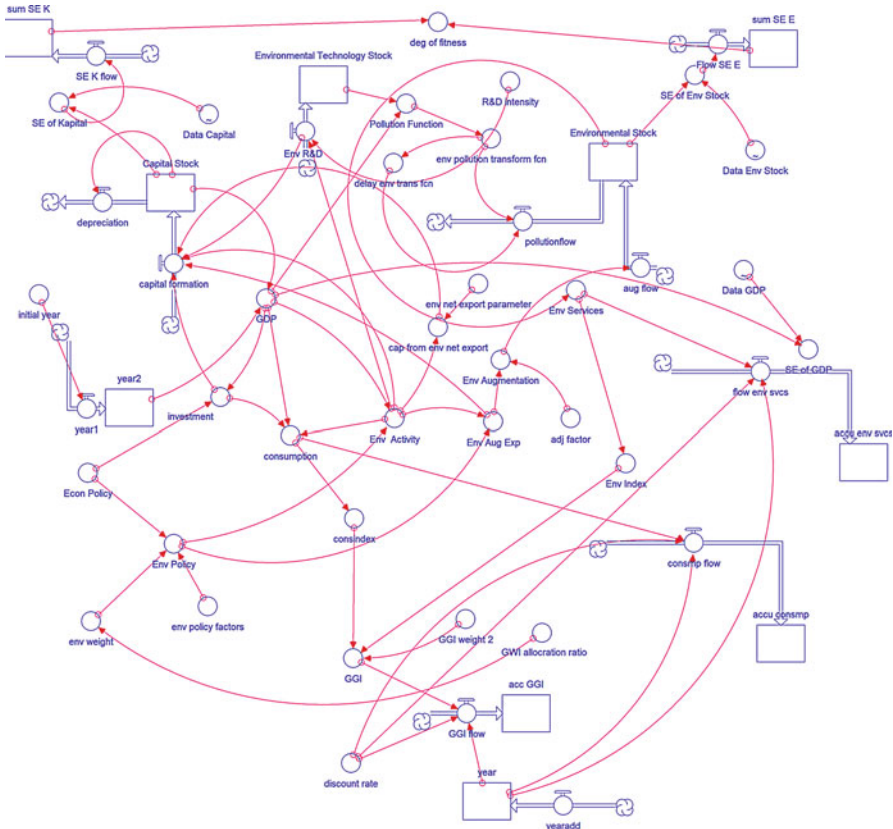 sum SE K
sum SE E
deg of fitness
SE K flow
Flow SE E
Environmental Technology Stock
SE of Env Stock
R&D Intensity
SE of Kapital
Data Capital
Pollution Function
Environmental Stock
Env R&D
env pollution transform fcn
Data Env Stock
Capital Stock
delay env trans fcn
depreciation
pollutionflow
capital formation
aug flow
Data GDP
initial year
GDP
env net export parameter
Env Services
cap from env net export
SE of GDP
year2
Env Augmentation
flow env svcs
year1
investment
consumption
Env Activity
Env Aug Exp
adj factor
accu env svcs
Econ Policy
Env Index
consindex
Env Policy
consmp flow
env policy factors
env weight
GGI weight 2
GWI allocration ratio
accu consmp
GGI
acc GGI
GGI flow
discount rate
year
yearadd